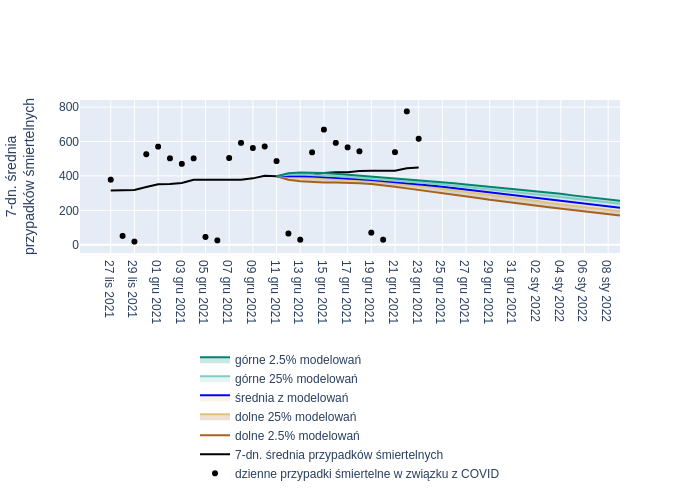 7-dn. średnia
przypadków śmiertelnych
800
600
400
200
0
27 lis 2021
29 lis 2021
01 gru 2021
03 gru 2021
05 gru 2021
07 gru 2021
09 gru 2021
11 gru 2021
13 gru 2021
15 gru 2021
17 gru 2021
19 gru 2021
21 gru 2021
23 gru 2021
25 gru 2021
27 gru 2021
29 gru 2021
31 gru 2021
02 sty 2022
04 sty 2022
06 sty 2022
08 sty 2022
górne 2.5% modelowań
górne 25% modelowań
średnia z modelowań
dolne 25% modelowań
dolne 2.5% modelowań
7-dn. średnia przypadków śmiertelnych
dzienne przypadki śmiertelne w związku z COVID